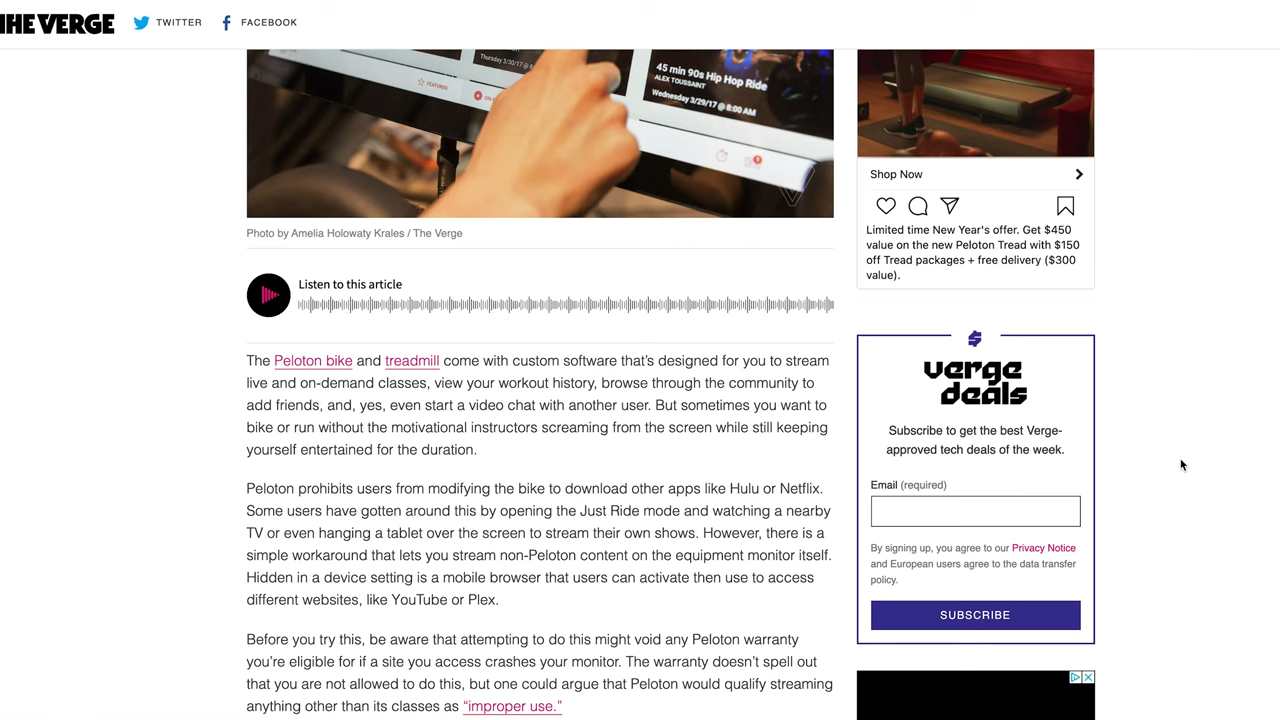 THE VERGE
TWITTER
FACEBOOK
Thursday 3/30/17 @
FEATURED
45 min 90s Hip Hop Ride
ALEX TOUSSAINT
Wednesday 3/29/17 @ 8:00 AM
Photo by Amelia Holowaty Krales / The Verge
Listen to this article
The Peloton bike and treadmill come with custom software that's designed for you to stream
live and on-demand classes, view your workout history, browse through the community to
add friends, and, yes, even start a video chat with another user. But sometimes you want to
bike or run without the motivational instructors screaming from the screen while still keeping
yourself entertained for the duration.
Peloton prohibits users from modifying the bike to download other apps like Hulu or Netflix.
Some users have gotten around this by opening the Just Ride mode and watching a nearby
TV or even hanging a tablet over the screen to stream their own shows. However, there is a
simple workaround that lets you stream non-Peloton content on the equipment monitor itself.
Hidden in a device setting is a mobile browser that users can activate then use to access
different websites, like YouTube or Plex.
Before you try this, be aware that attempting to do this might void any Peloton warranty
you're eligible for if a site you access crashes your monitor. The warranty doesn't spell out
that you are not allowed to do this, but one could argue that Peloton would qualify streaming
anything other than its classes as "improper use."
Shop Now
Limited time New Year's offer. Get $450
value on the new Peloton Tread with $150
off Tread packages + free delivery ($300
value).
verge
deals
Subscribe to get the best Verge-
approved tech deals of the week.
Email (required)
By signing up, you agree to our Privacy Notice
and European users agree to the data transfer
policy.
SUBSCRIBE